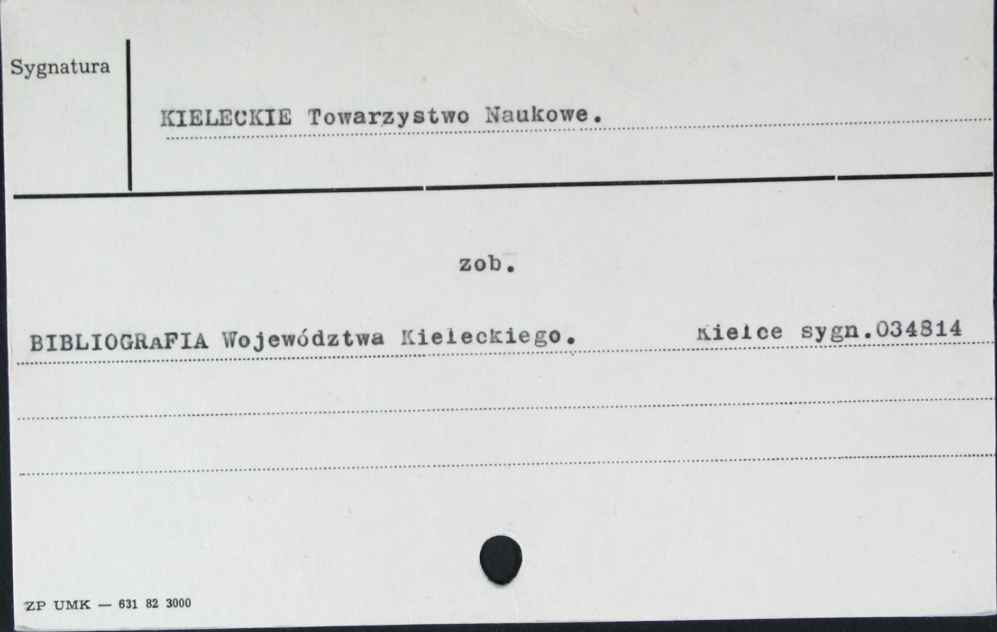 Sygnatura
KIELECKIE Towarzystwo Naukowe.
zob.
BIBLIOGRAFIA Województwa Kieleckiego. Kielce sygn.034814
ZP UMK — 631 82 3000